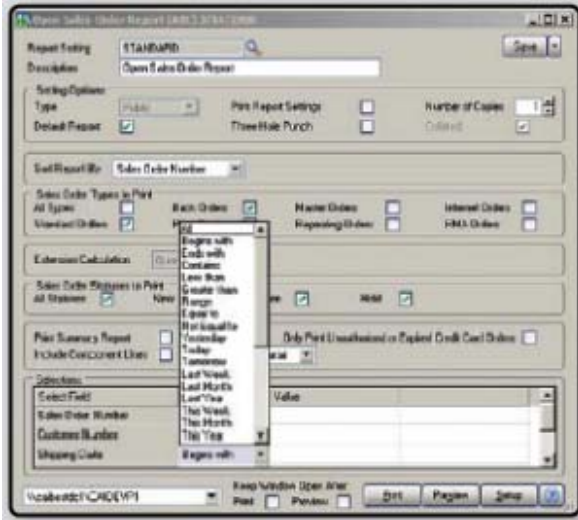 Open Sales Order Report
Report Setting STANDARD Save
Description Open Sales Order Report
Setting Options
Type Public Print Report Settings Number of Copies 1
Default Report Three Hole Punch Collated
Sort Report By Sales Order Number
Sales Order Types to Print
All Types Back Orders Master Orders Internet Orders
Standard Orders Repeating Orders RMA Orders
Extension Calculation
Sales Order Statuses to Print
All Statuses New Hold
Print Summary Report Only Print Unauthorized or Expired Credit Card Orders
Include Component Lines
All
Begins with
Ends with
Contains
Less than
Greater than
Range
Equal to
Not Equal to
Yesterday
Today
Tomorrow
Last Week
Last Month
Last Year
This Week
This Month
This Year
Selections
Select Field Value
Sales Order Number
Customer Number
Shipping Date Begins with
Keep Window Open After
Print Preview Print Preview Setup